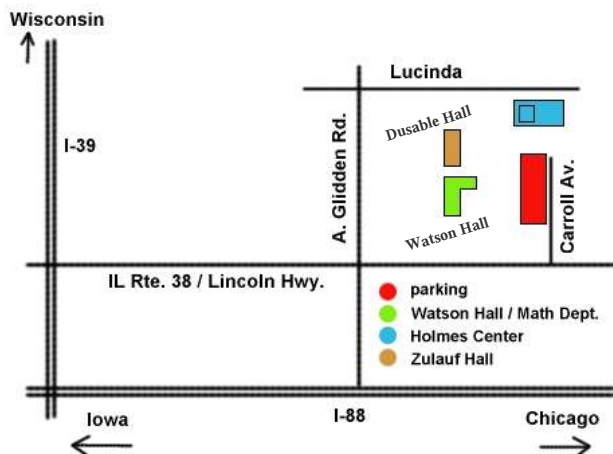 Wisconsin
Lucinda
Dusable Hall
I-39
A. Glidden Rd.
Carroll Av.
Watson Hall
IL Rte. 38 / Lincoln Hwy.
parking
Watson Hall / Math Dept.
Holmes Center
Zulauf Hall
Iowa
I-88
Chicago